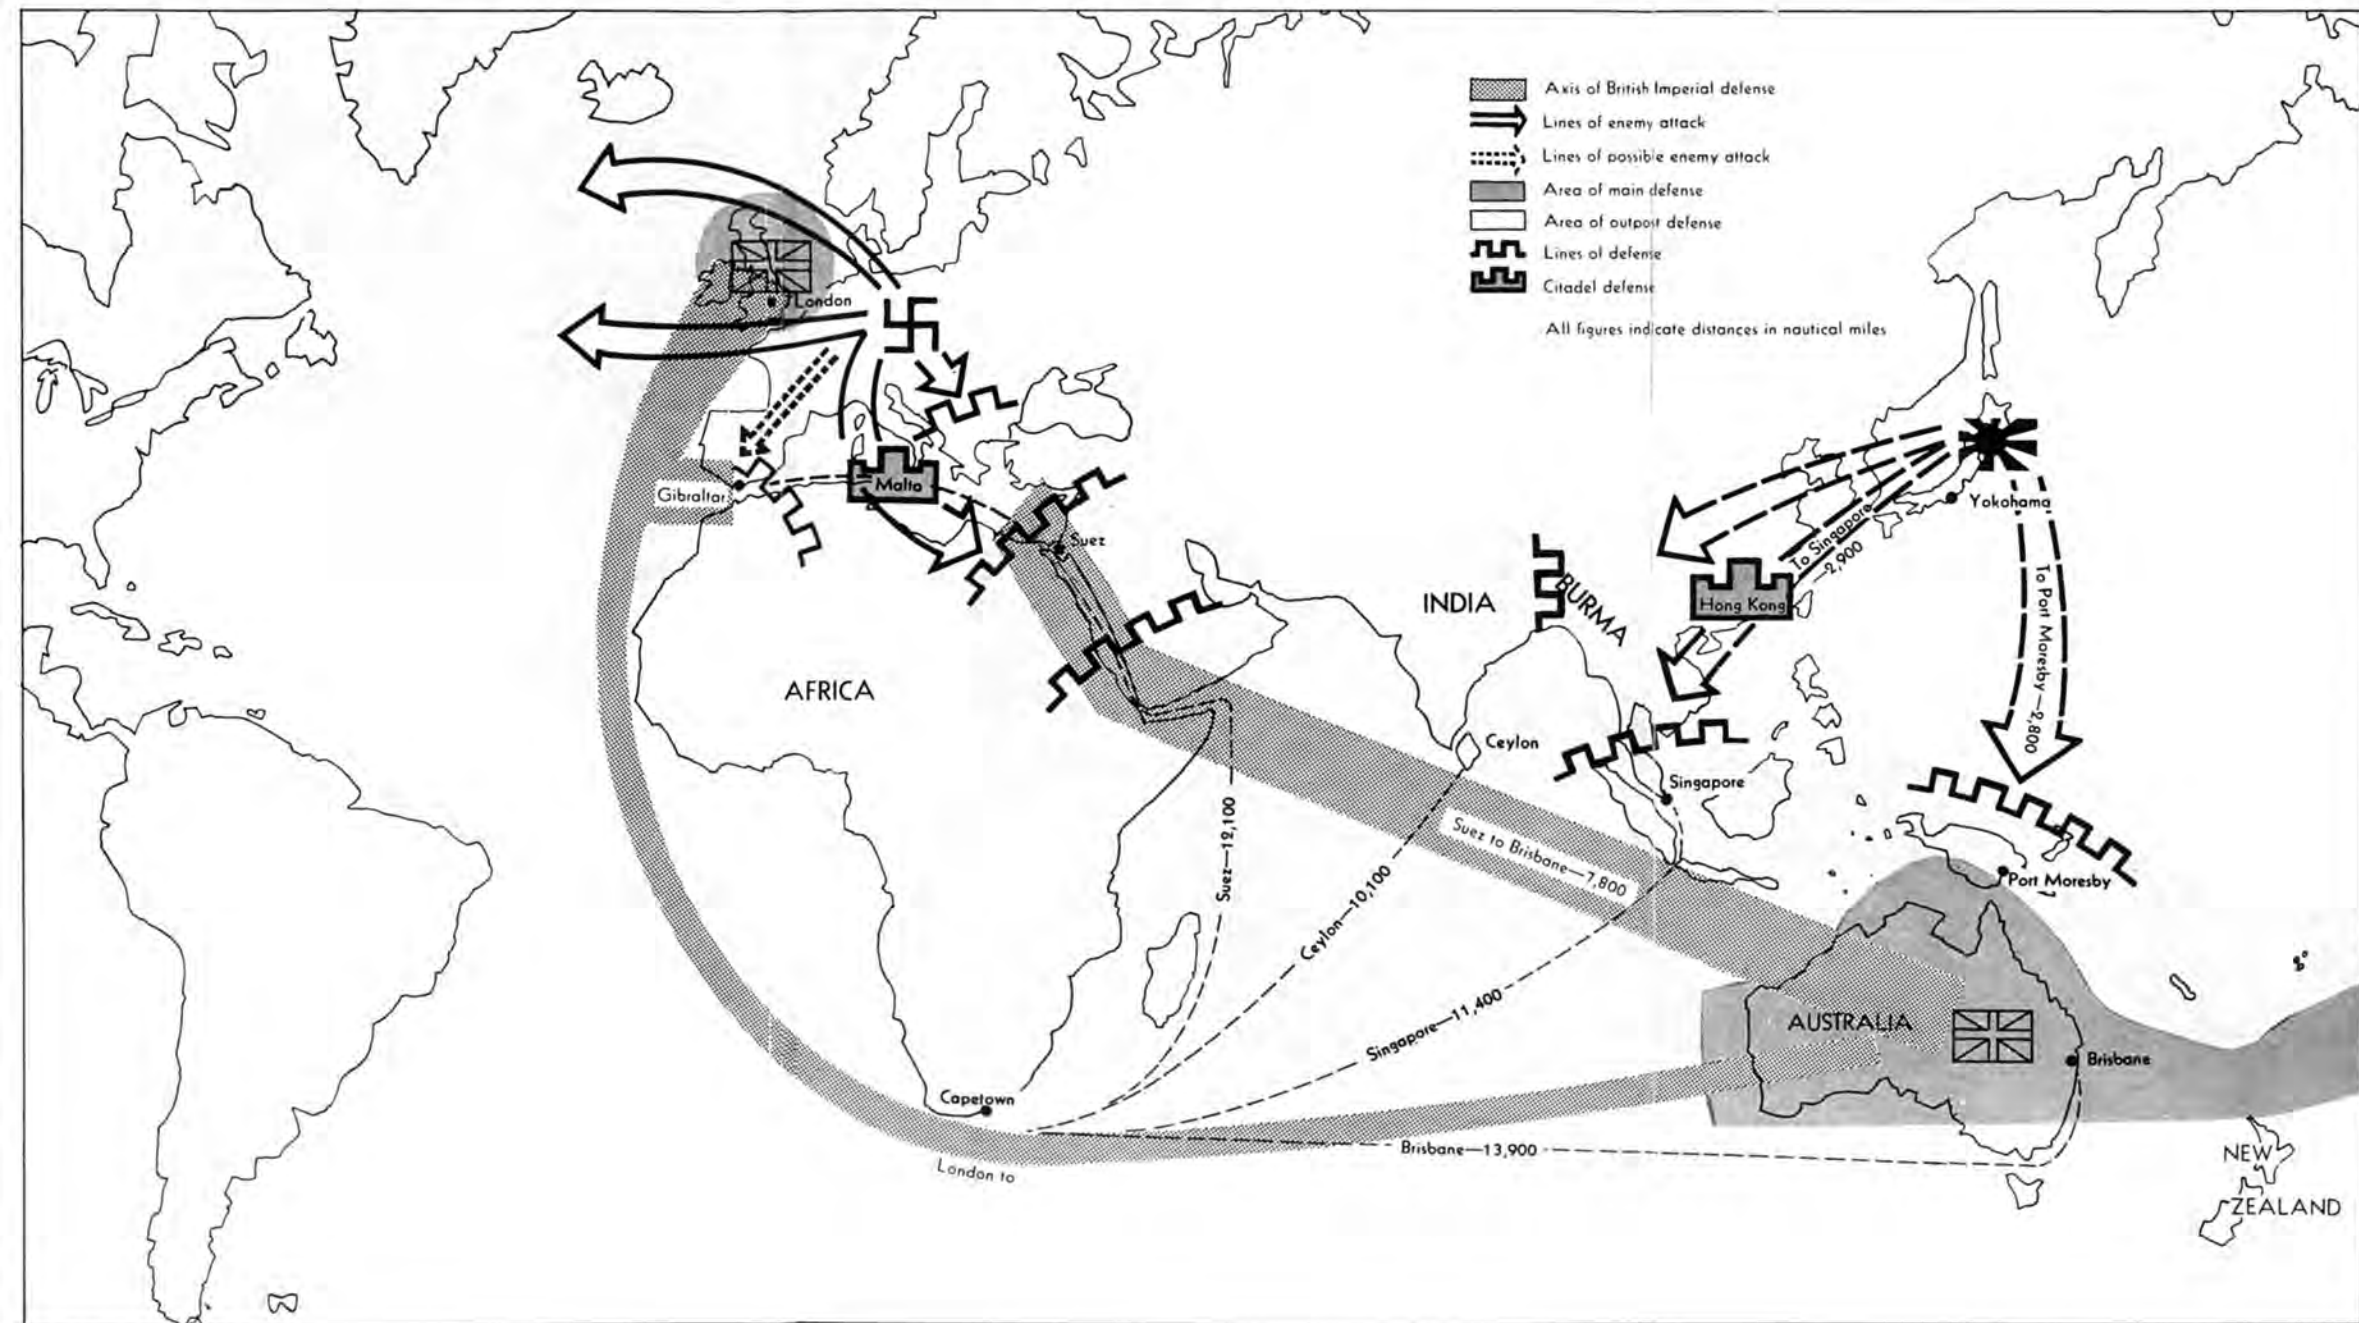 Axis of British Imperial defense
Lines of enemy attack
Lines of possible enemy attack
Area of main defense
Area of outpost defense
Lines of defense
Citadel defense
All figures indicate distances in nautical miles
London
Gibraltar
Malta
Suez
Yokohama
To Singapore
—2,900
To Port Moresby—2,800
INDIA
BURMA
Hong Kong
AFRICA
Ceylon
Singapore
Suez to Brisbane—7,800
Suez—12,100
Ceylon—10,100
Singapore—11,400
Port Moresby
AUSTRALIA
Brisbane
Capetown
London to
Brisbane—13,900
NEW
ZEALAND